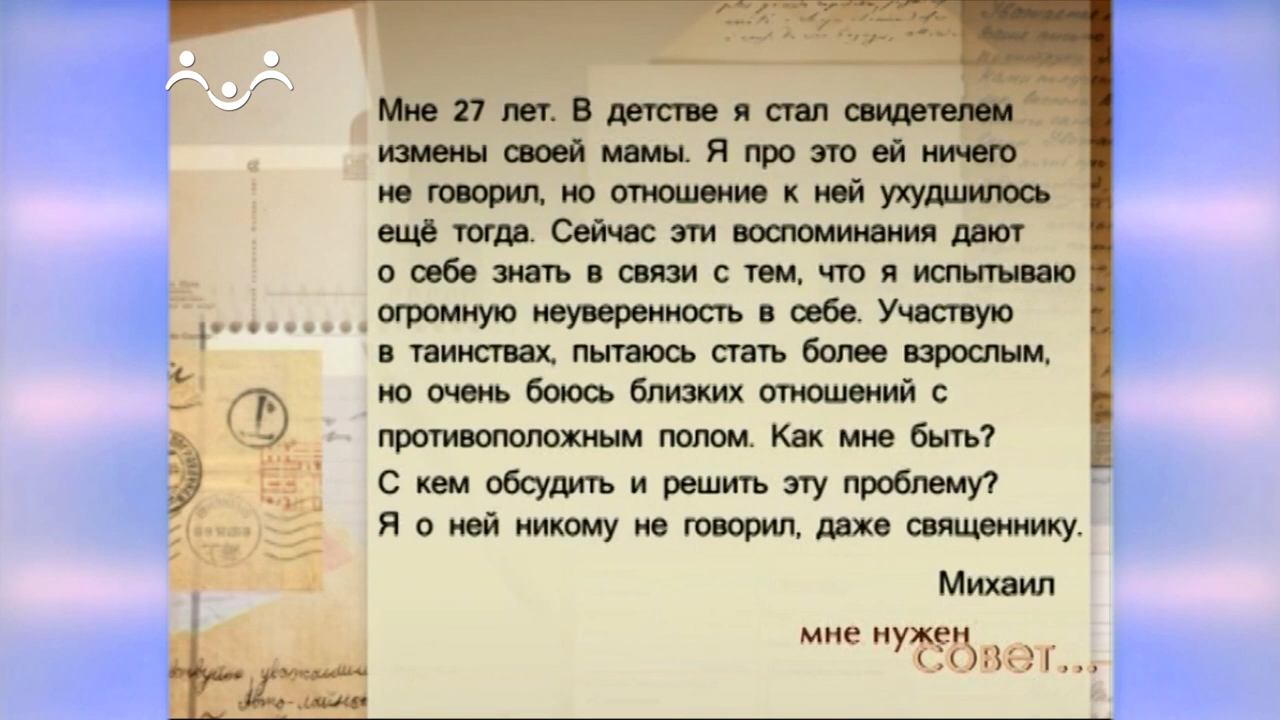 Мне 27 лет. В детстве я стал свидетелем
измены своей мамы. Я про это ей ничего
не говорил, но отношение к ней ухудшилось
ещё тогда. Сейчас эти воспоминания дают
о себе знать в связи с тем, что я испытываю
огромную неуверенность в себе. Участвую
в таинствах, пытаюсь стать более взрослым,
но очень боюсь близких отношений с
противоположным полом. Как мне быть?
С кем обсудить и решить эту проблему?
Я о ней никому не говорил, даже священнику.
Михаил
мне нужен
совет...